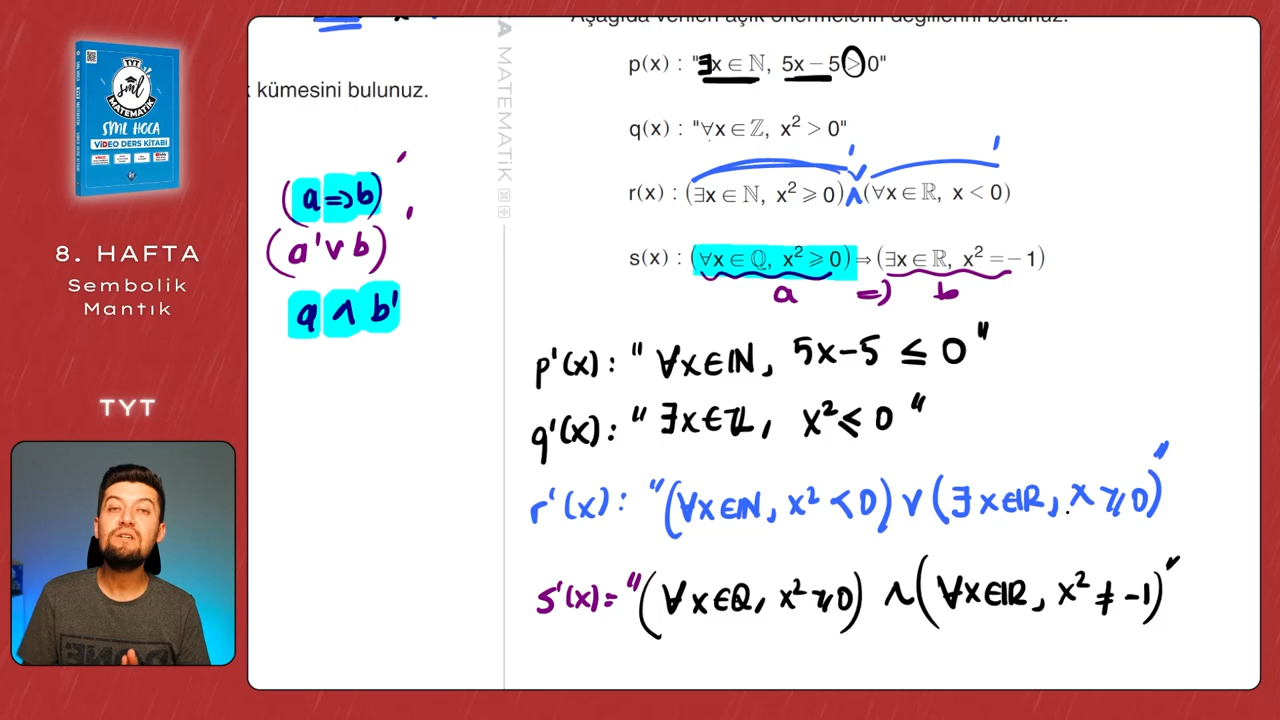 TYT
sml
MATEMATİK
SML HOCA
VİDEO DERS KİTABI
8. HAFTA
Sembolik
Mantık
TYT
k kümesini bulunuz.
(a ⇒ b)'
(a' ∨ b)'
a ∧ b'
A MATEMATİK
Aşağıda verilen açık önermelerin değillerini bulunuz.
p(x) : "∃x ∈ ℕ, 5x – 5 > 0"
q(x) : "∀x ∈ ℤ, x² > 0"
' ∨ '
r(x) : (∃x ∈ ℕ, x² ⩾ 0) ∧ (∀x ∈ ℝ, x < 0)
s(x) : (∀x ∈ ℚ, x² ⩾ 0) ⇒ (∃x ∈ ℝ, x² = – 1)
a ⇒ b
p'(x) : " ∀x∈ℕ, 5x-5 ≤ 0 "
q'(x) : " ∃x∈ℤ, x² ≤ 0 "
r'(x) : "(∀x∈ℕ, x² < 0) ∨ (∃x∈ℝ, x ⩾ 0)"
s'(x) = "(∀x∈ℚ, x² ⩾ 0) ∧ (∀x∈ℝ, x² ≠ -1)"